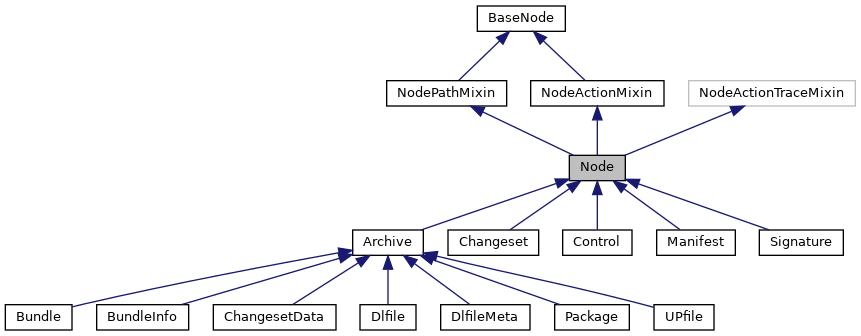 BaseNode
NodePathMixin
NodeActionMixin
NodeActionTraceMixin
Node
Archive
Changeset
Control
Manifest
Signature
Bundle
BundleInfo
ChangesetData
Dlfile
DlfileMeta
Package
UPfile